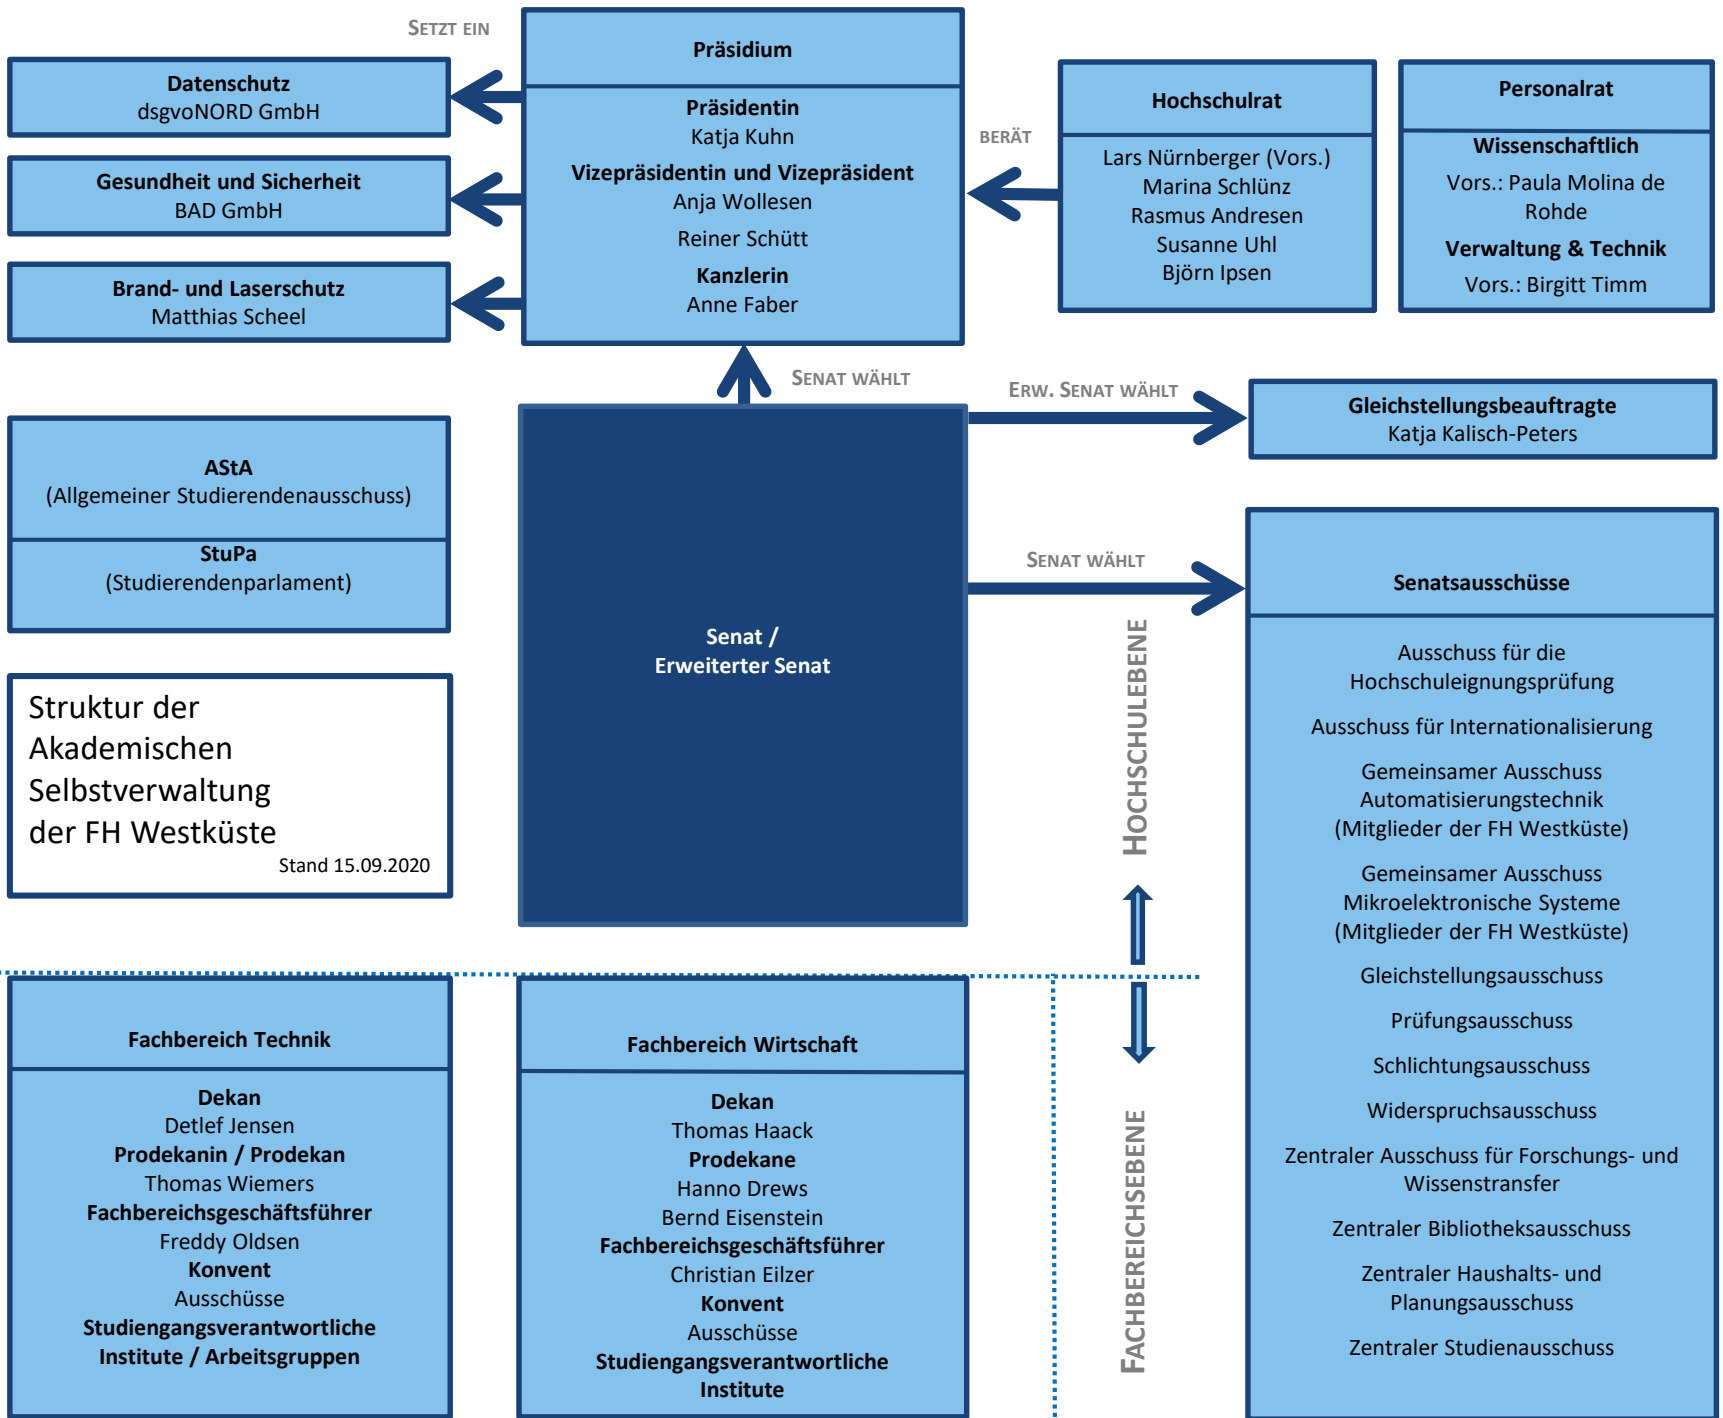 SETZT EIN
Datenschutz
dsgvoNORD GmbH
Gesundheit und Sicherheit
BAD GmbH
Brand- und Laserschutz
Matthias Scheel
Präsidium
Präsidentin
Katja Kuhn
Vizepräsidentin und Vizepräsident
Anja Wollesen
Reiner Schütt
Kanzlerin
Anne Faber
BERÄT
Hochschulrat
Lars Nürnberger (Vors.)
Marina Schlünz
Rasmus Andresen
Susanne Uhl
Björn Ipsen
Personalrat
Wissenschaftlich
Vors.: Paula Molina de
Rohde
Verwaltung & Technik
Vors.: Birgitt Timm
SENAT WÄHLT
ERW. SENAT WÄHLT
Gleichstellungsbeauftragte
Katja Kalisch-Peters
AStA
(Allgemeiner Studierendenausschuss)
StuPa
(Studierendenparlament)
Senat /
Erweiterter Senat
SENAT WÄHLT
Senatsausschüsse
Ausschuss für die
Hochschuleignungsprüfung
Ausschuss für Internationalisierung
Gemeinsamer Ausschuss
Automatisierungstechnik
(Mitglieder der FH Westküste)
Gemeinsamer Ausschuss
Mikroelektronische Systeme
(Mitglieder der FH Westküste)
Gleichstellungsausschuss
Prüfungsausschuss
Schlichtungsausschuss
Widerspruchsausschuss
Zentraler Ausschuss für Forschungs- und
Wissenstransfer
Zentraler Bibliotheksausschuss
Zentraler Haushalts- und
Planungsausschuss
Zentraler Studienausschuss
Struktur der
Akademischen
Selbstverwaltung
der FH Westküste
Stand 15.09.2020
HOCHSCHULEBENE
FACHBEREICHSEBENE
Fachbereich Technik
Dekan
Detlef Jensen
Prodekanin / Prodekan
Thomas Wiemers
Fachbereichsgeschäftsführer
Freddy Oldsen
Konvent
Ausschüsse
Studiengangsverantwortliche
Institute / Arbeitsgruppen
Fachbereich Wirtschaft
Dekan
Thomas Haack
Prodekane
Hanno Drews
Bernd Eisenstein
Fachbereichsgeschäftsführer
Christian Eilzer
Konvent
Ausschüsse
Studiengangsverantwortliche
Institute